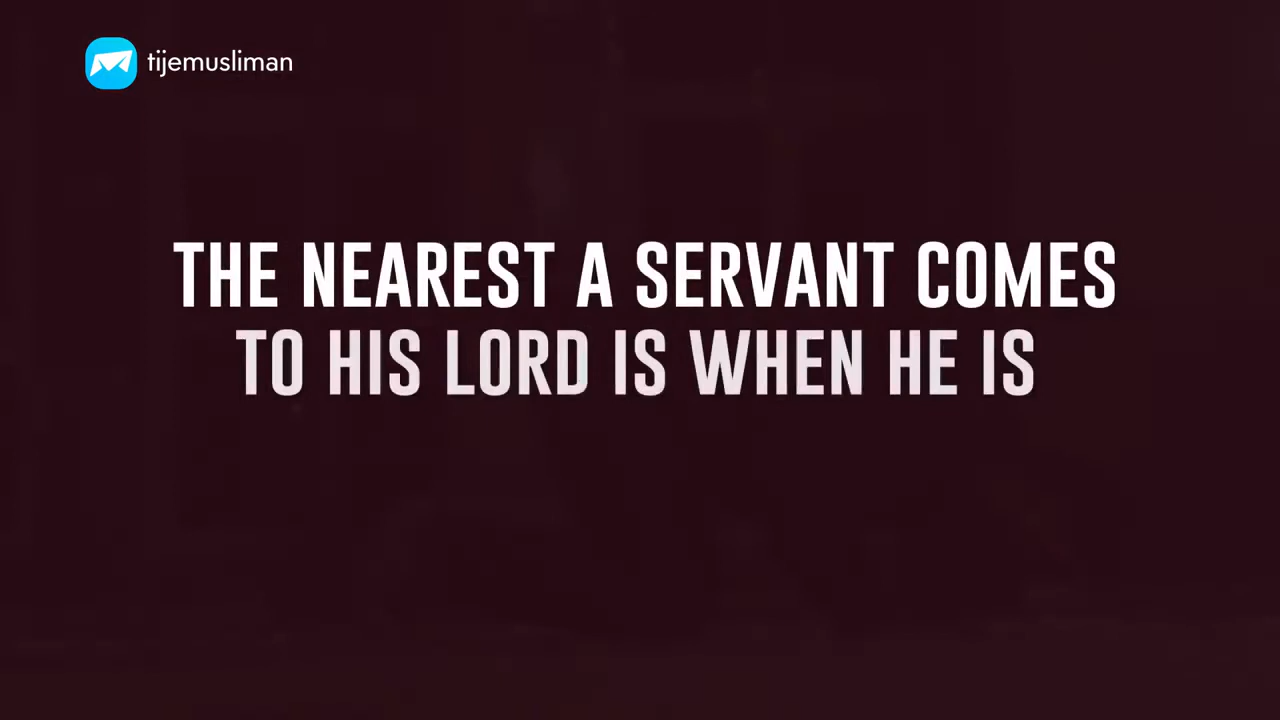 tijemusliman
THE NEAREST A SERVANT COMES
TO HIS LORD IS WHEN HE IS